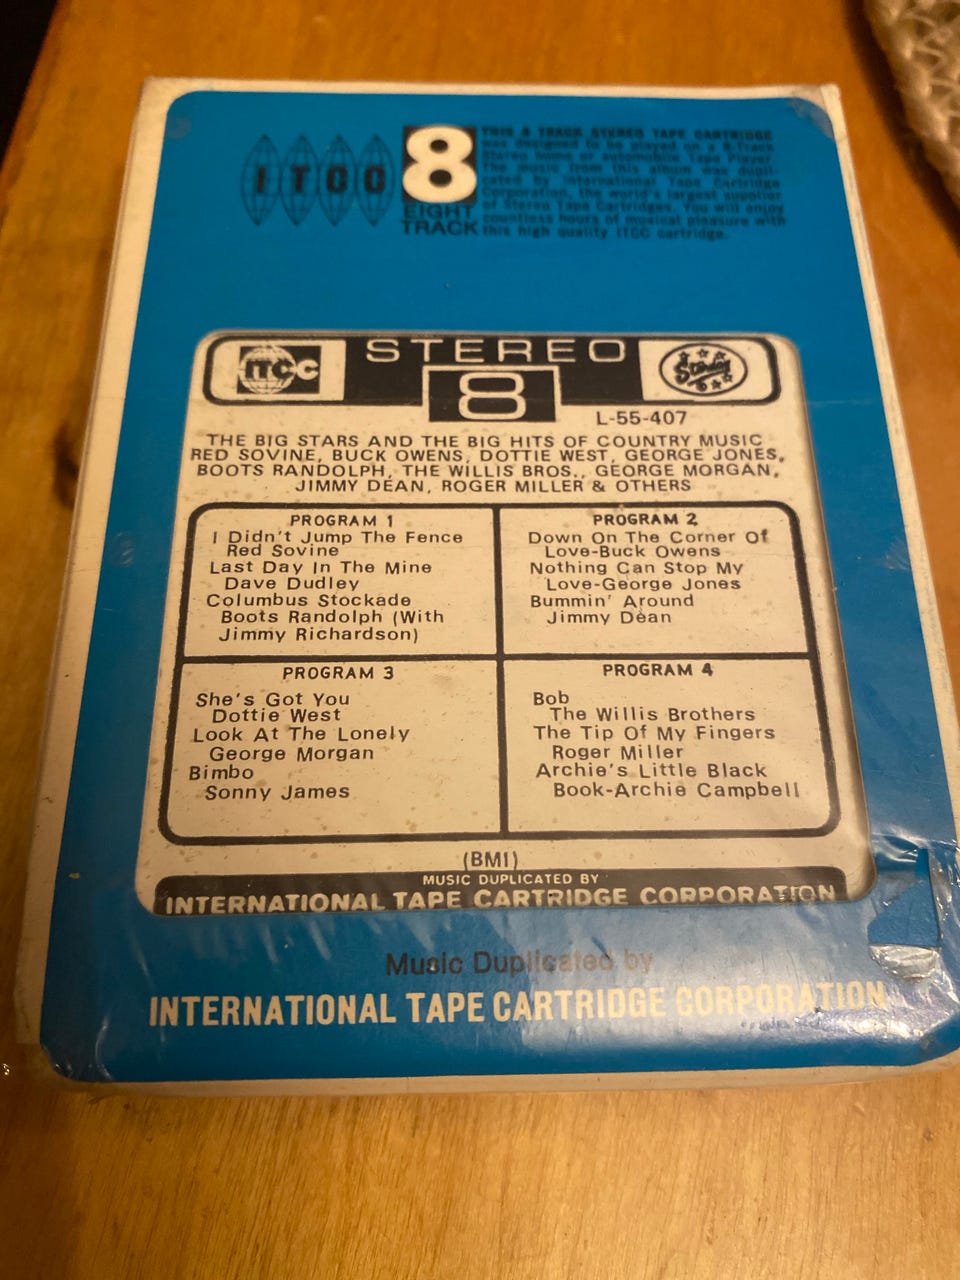 ITCC
8
EIGHT
TRACK
THIS 8 TRACK STEREO TAPE CARTRIDGE
was designed to be played on a 8-Track
Stereo home or automobile Tape Player.
The music from this album was dupli-
cated by International Tape Cartridge
Corporation, the world's largest supplier
of Stereo Tape Cartridges. You will enjoy
countless hours of musical pleasure with
this high quality ITCC cartridge.
ITCC
STEREO
8
Starday
L-55-407
THE BIG STARS AND THE BIG HITS OF COUNTRY MUSIC
RED SOVINE, BUCK OWENS, DOTTIE WEST, GEORGE JONES,
BOOTS RANDOLPH, THE WILLIS BROS., GEORGE MORGAN,
JIMMY DEAN, ROGER MILLER & OTHERS
PROGRAM 1
I Didn't Jump The Fence
Red Sovine
Last Day In The Mine
Dave Dudley
Columbus Stockade
Boots Randolph (With
Jimmy Richardson)
PROGRAM 2
Down On The Corner Of
Love-Buck Owens
Nothing Can Stop My
Love-George Jones
Bummin' Around
Jimmy Dean
PROGRAM 3
She's Got You
Dottie West
Look At The Lonely
George Morgan
Bimbo
Sonny James
PROGRAM 4
Bob
The Willis Brothers
The Tip Of My Fingers
Roger Miller
Archie's Little Black
Book-Archie Campbell
(BMI)
MUSIC DUPLICATED BY
INTERNATIONAL TAPE CARTRIDGE CORPORATION
Music Duplicated by
INTERNATIONAL TAPE CARTRIDGE CORPORATION